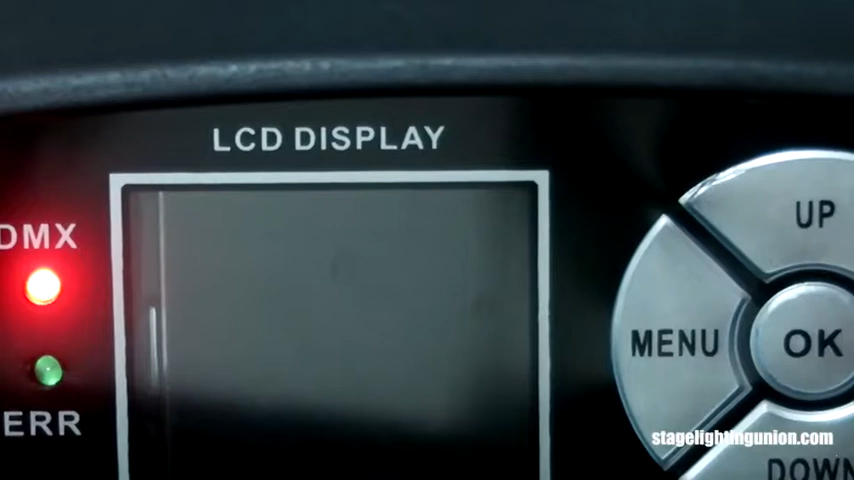 LCD DISPLAY
DMX
UP
MENU
OK
ERR
DOWN
stagelightingunion.com